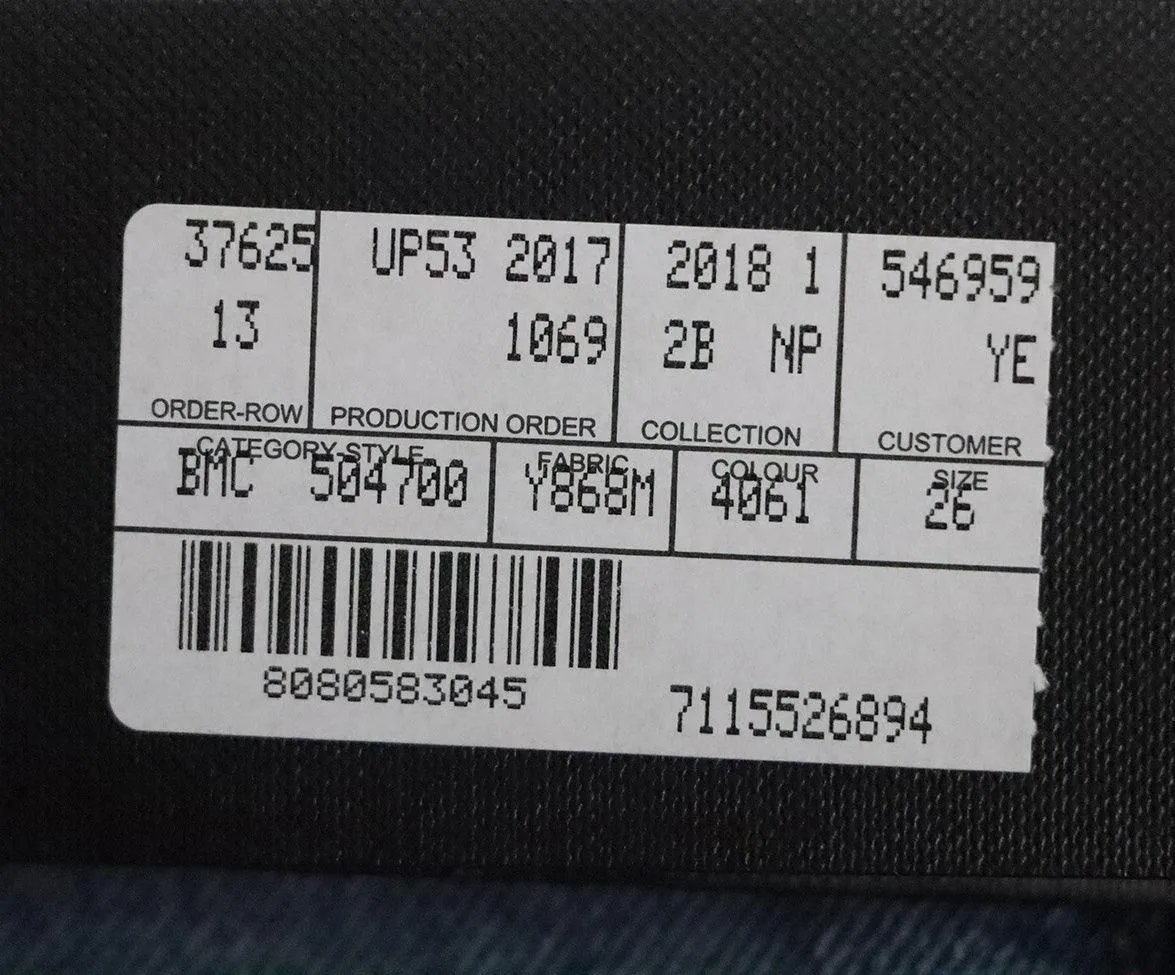 37625 UP53 2017 2018 1 546959
13 1069 2B NP YE
ORDER-ROW PRODUCTION ORDER COLLECTION CUSTOMER
CATEGORY-STYLE FABRIC COLOUR SIZE
BMC 504700 Y868M 4061 26
8080583045 7115526894